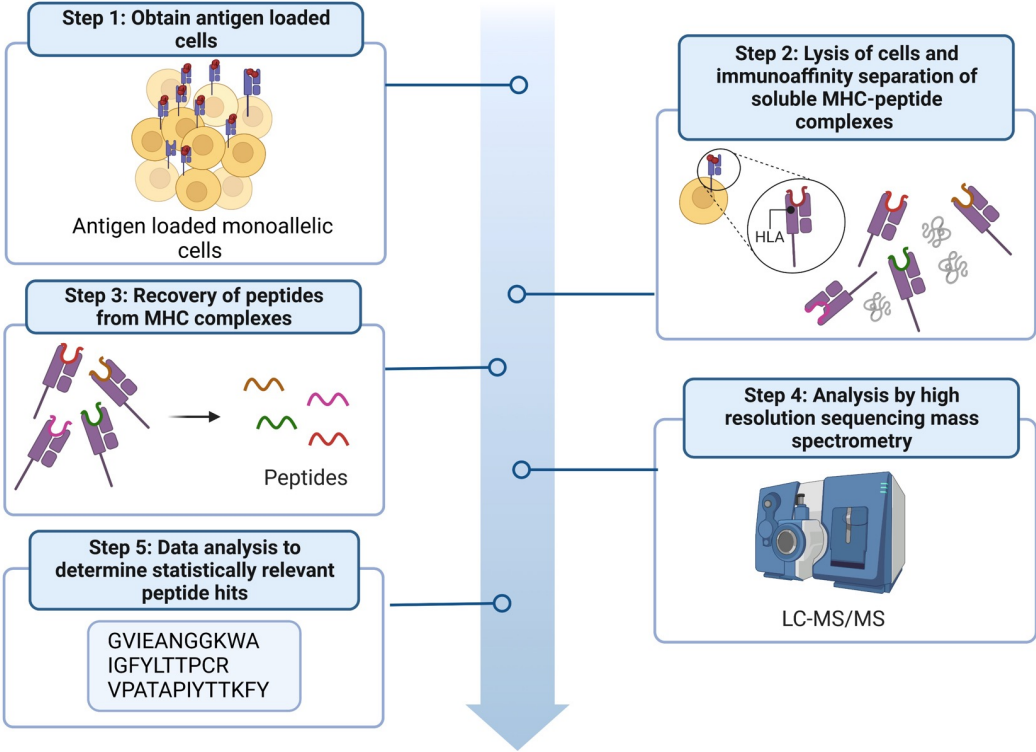 Step 1: Obtain antigen loaded
cells
Antigen loaded monoallelic
cells
Step 2: Lysis of cells and
immunoaffinity separation of
soluble MHC-peptide
complexes
HLA
Step 3: Recovery of peptides
from MHC complexes
Peptides
Step 4: Analysis by high
resolution sequencing mass
spectrometry
LC-MS/MS
Step 5: Data analysis to
determine statistically relevant
peptide hits
GVIEANGGKWA
IGFYLTTPCR
VPATAPIYTTKFY